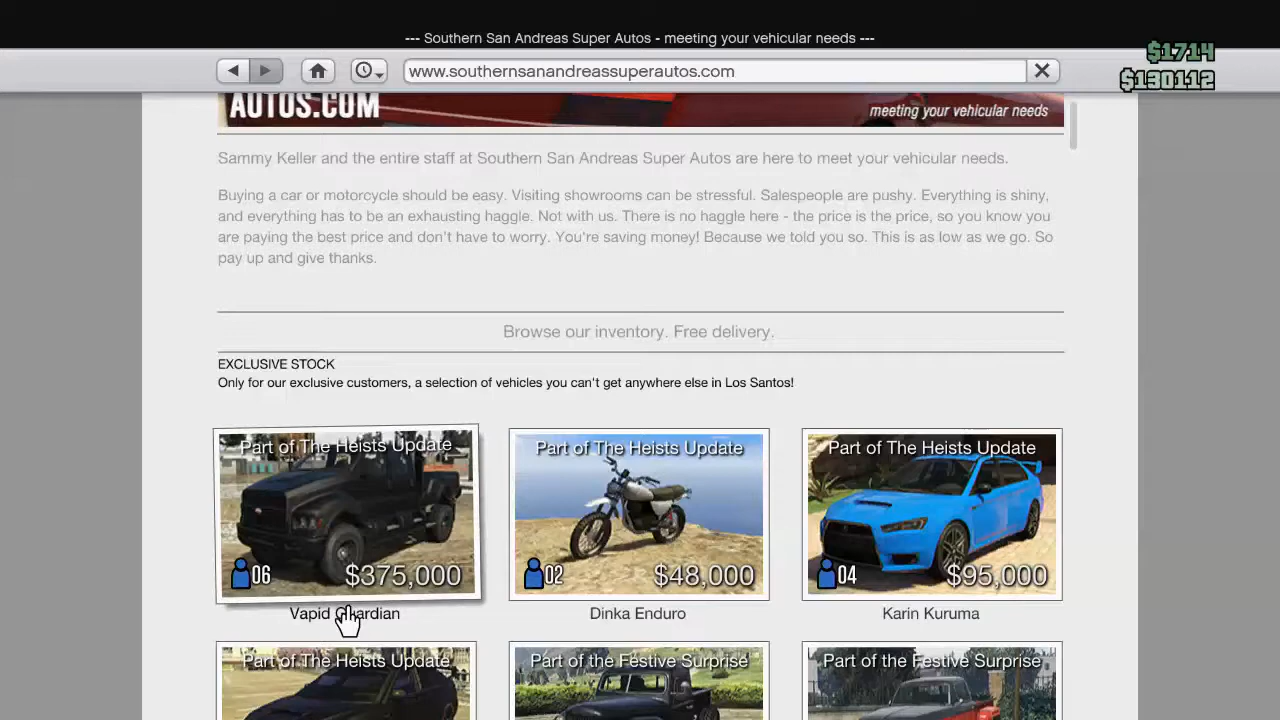 --- Southern San Andreas Super Autos - meeting your vehicular needs ---
$1714
www.southernsanandreassuperautos.com
$130112
AUTOS.COM
meeting your vehicular needs
Sammy Keller and the entire staff at Southern San Andreas Super Autos are here to meet your vehicular needs.
Buying a car or motorcycle should be easy. Visiting showrooms can be stressful. Salespeople are pushy. Everything is shiny,
and everything has to be an exhausting haggle. Not with us. There is no haggle here - the price is the price, so you know you
are paying the best price and don't have to worry. You're saving money! Because we told you so. This is as low as we go. So
pay up and give thanks.
Browse our inventory. Free delivery.
EXCLUSIVE STOCK
Only for our exclusive customers, a selection of vehicles you can't get anywhere else in Los Santos!
Part of The Heists Update
Part of The Heists Update
Part of The Heists Update
06 $375,000
02 $48,000
04 $95,000
Vapid Guardian
Dinka Enduro
Karin Kuruma
Part of The Heists Update
Part of the Festive Surprise
Part of the Festive Surprise